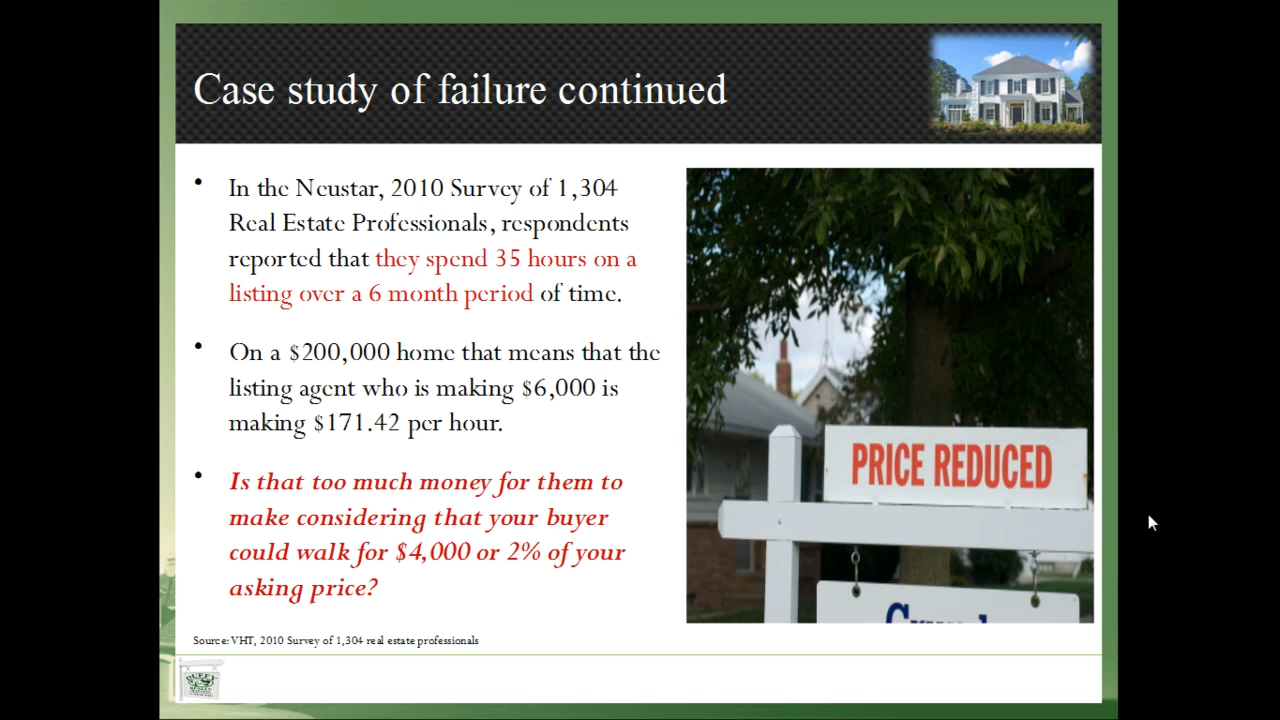 Case study of failure continued
• In the Neustar, 2010 Survey of 1,304
Real Estate Professionals, respondents
reported that they spend 35 hours on a
listing over a 6 month period of time.
• On a $200,000 home that means that the
listing agent who is making $6,000 is
making $171.42 per hour.
• Is that too much money for them to
make considering that your buyer
could walk for $4,000 or 2% of your
asking price?
PRICE REDUCED
Source: VHT, 2010 Survey of 1,304 real estate professionals
DUFFY
REALTY